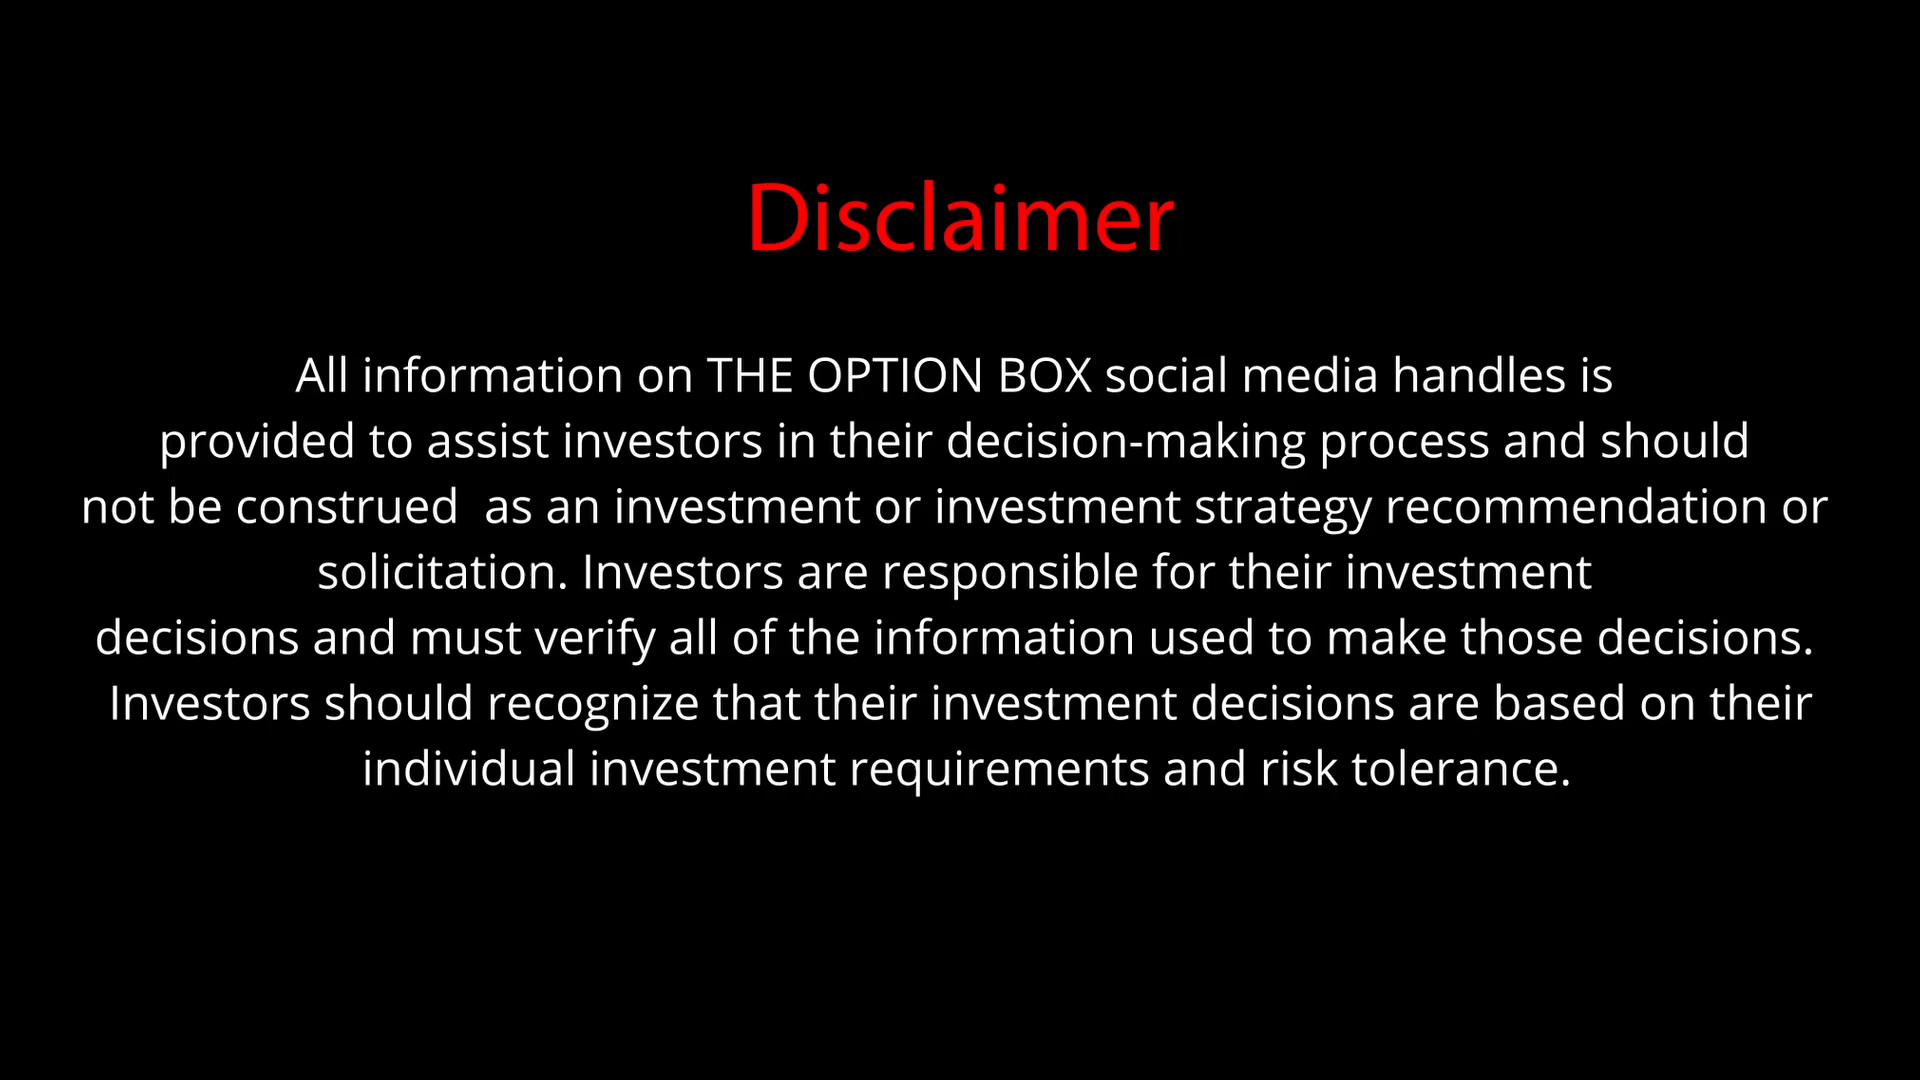 Disclaimer
All information on THE OPTION BOX social media handles is
provided to assist investors in their decision-making process and should
not be construed  as an investment or investment strategy recommendation or
solicitation. Investors are responsible for their investment
decisions and must verify all of the information used to make those decisions.
Investors should recognize that their investment decisions are based on their
individual investment requirements and risk tolerance.